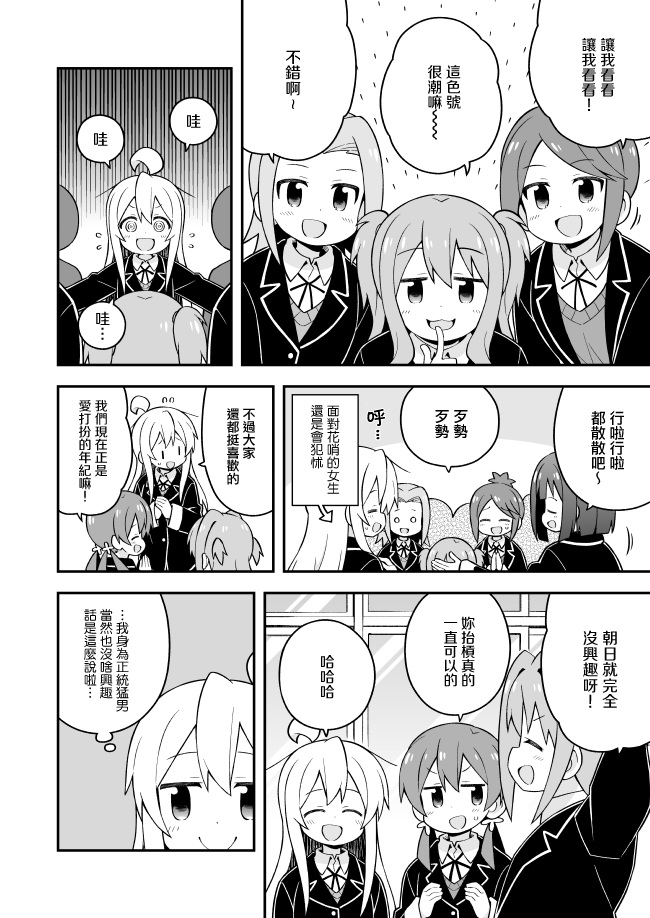 讓我看看
讓我看看！
這色號
很潮嘛~~~
不錯啊~
哇
哇
哇…
行啦行啦
都散散吧~
歹勢
歹勢
呼…
面對花哨的女生
還是會犯怵
不過大家
還都挺喜歡的
我們現在正是
愛打扮的年紀嘛！
朝日就完全
沒興趣呀！
妳抬槓真的
一直可以的
哈哈哈
…我身為正統猛男
當然也沒啥興趣
話是這麼說啦…